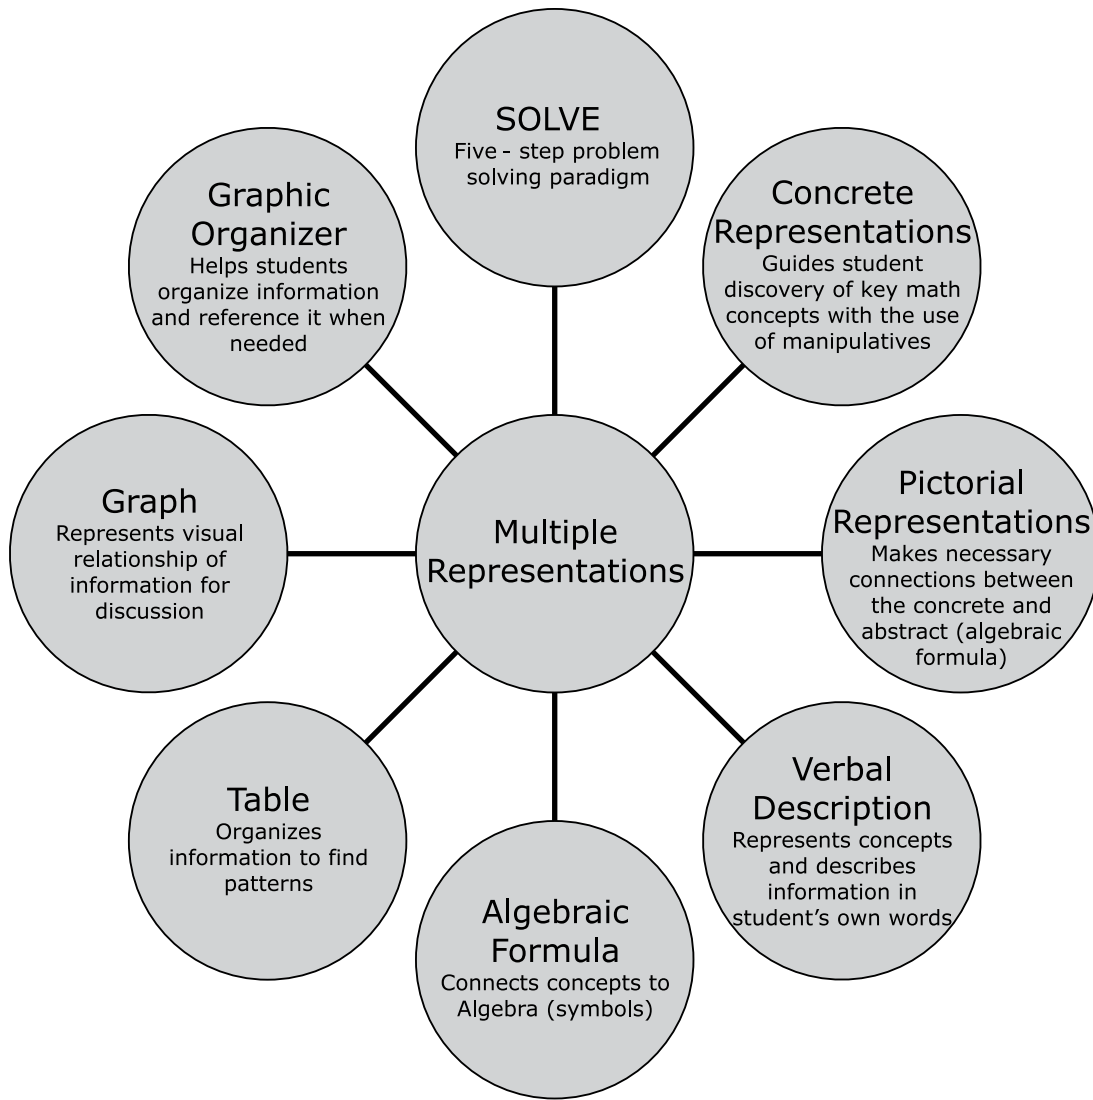 SOLVE
Five - step problem
solving paradigm
Concrete
Representations
Guides student
discovery of key math
concepts with the use
of manipulatives
Pictorial
Representations
Makes necessary
connections between
the concrete and
abstract (algebraic
formula)
Verbal
Description
Represents concepts
and describes
information in
student’s own words
Algebraic
Formula
Connects concepts to
Algebra (symbols)
Table
Organizes
information to find
patterns
Graph
Represents visual
relationship of
information for
discussion
Graphic
Organizer
Helps students
organize information
and reference it when
needed
Multiple
Representations